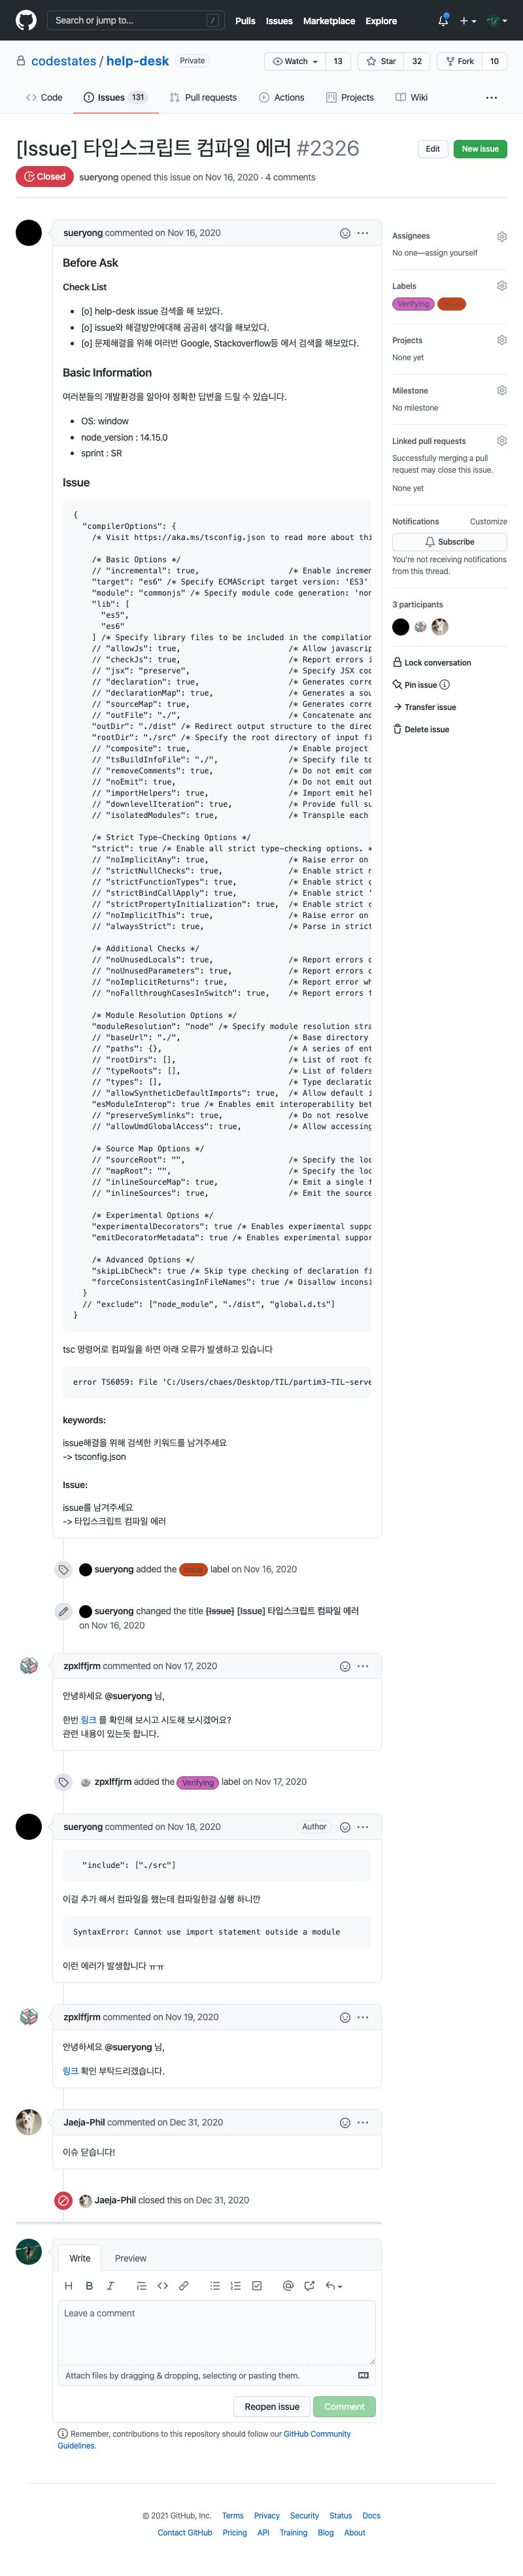 Search or jump to... /
Pulls Issues Marketplace Explore
codestates / help-desk Private
Watch 13 Star 32 Fork 10
Code Issues 131 Pull requests Actions Projects Wiki
[Issue] 타입스크립트 컴파일 에러 #2326
Edit New issue
Closed sueryong opened this issue on Nov 16, 2020 · 4 comments
sueryong commented on Nov 16, 2020
Before Ask
Check List
[o] help-desk issue 검색을 해 보았다.
[o] issue와 해결방안에대해 곰곰히 생각을 해보았다.
[o] 문제해결을 위해 여러번 Google, Stackoverflow등 에서 검색을 해보았다.
Basic Information
여러분들의 개발환경을 알아야 정확한 답변을 드릴 수 있습니다.
OS: window
node_version : 14.15.0
sprint : SR
Issue
{
"compilerOptions": {
/* Visit https://aka.ms/tsconfig.json to read more about thi
/* Basic Options */
// "incremental": true, /* Enable incremen
"target": "es6" /* Specify ECMAScript target version: 'ES3'
"module": "commonjs" /* Specify module code generation: 'non
"lib": [
"es5",
"es6"
] /* Specify library files to be included in the compilation
// "allowJs": true, /* Allow javascrip
// "checkJs": true, /* Report errors i
// "jsx": "preserve", /* Specify JSX cod
// "declaration": true, /* Generates corre
// "declarationMap": true, /* Generates a sou
// "sourceMap": true, /* Generates corre
// "outFile": "./", /* Concatenate and
"outDir": "./dist" /* Redirect output structure to the direc
"rootDir": "./src" /* Specify the root directory of input fi
// "composite": true, /* Enable project
// "tsBuildInfoFile": "./", /* Specify file to
// "removeComments": true, /* Do not emit com
// "noEmit": true, /* Do not emit out
// "importHelpers": true, /* Import emit hel
// "downlevelIteration": true, /* Provide full su
// "isolatedModules": true, /* Transpile each
/* Strict Type-Checking Options */
"strict": true /* Enable all strict type-checking options. *
// "noImplicitAny": true, /* Raise error on
// "strictNullChecks": true, /* Enable strict n
// "strictFunctionTypes": true, /* Enable strict c
// "strictBindCallApply": true, /* Enable strict '
// "strictPropertyInitialization": true, /* Enable strict c
// "noImplicitThis": true, /* Raise error on
// "alwaysStrict": true, /* Parse in strict
/* Additional Checks */
// "noUnusedLocals": true, /* Report errors o
// "noUnusedParameters": true, /* Report errors o
// "noImplicitReturns": true, /* Report error wh
// "noFallthroughCasesInSwitch": true, /* Report errors f
/* Module Resolution Options */
"moduleResolution": "node" /* Specify module resolution stra
// "baseUrl": "./", /* Base directory
// "paths": {}, /* A series of ent
// "rootDirs": [], /* List of root fo
// "typeRoots": [], /* List of folders
// "types": [], /* Type declaratio
// "allowSyntheticDefaultImports": true, /* Allow default i
"esModuleInterop": true /* Enables emit interoperability bet
// "preserveSymlinks": true, /* Do not resolve
// "allowUmdGlobalAccess": true, /* Allow accessing
/* Source Map Options */
// "sourceRoot": "", /* Specify the loc
// "mapRoot": "", /* Specify the loc
// "inlineSourceMap": true, /* Emit a single f
// "inlineSources": true, /* Emit the source
/* Experimental Options */
"experimentalDecorators": true /* Enables experimental suppo
"emitDecoratorMetadata": true /* Enables experimental suppor
/* Advanced Options */
"skipLibCheck": true /* Skip type checking of declaration fi
"forceConsistentCasingInFileNames": true /* Disallow inconsi
}
// "exclude": ["node_module", "./dist", "global.d.ts"]
}
tsc 명령어로 컴파일을 하면 아래 오류가 발생하고 있습니다
error TS6059: File 'C:/Users/chaes/Desktop/TIL/partim3-TIL-serve
keywords:
issue해결을 위해 검색한 키워드를 남겨주세요
-> tsconfig.json
Issue:
issue를 남겨주세요
-> 타입스크립트 컴파일 에러
sueryong added the Issue label on Nov 16, 2020
sueryong changed the title [Issue] [Issue] 타입스크립트 컴파일 에러
on Nov 16, 2020
zpxlffjrm commented on Nov 17, 2020
안녕하세요 @sueryong 님,
한번 링크 를 확인해 보시고 시도해 보시겠어요?
관련 내용이 있는듯 합니다.
zpxlffjrm added the Verifying label on Nov 17, 2020
sueryong commented on Nov 18, 2020 Author
"include": ["./src"]
이걸 추가 해서 컴파일을 했는데 컴파일한걸 실행 하니깐
SyntaxError: Cannot use import statement outside a module
이런 에러가 발생합니다 ㅠㅠ
zpxlffjrm commented on Nov 19, 2020
안녕하세요 @sueryong 님,
링크 확인 부탁드리겠습니다.
Jaeja-Phil commented on Dec 31, 2020
이슈 닫습니다!
Jaeja-Phil closed this on Dec 31, 2020
Write Preview
Leave a comment
Attach files by dragging & dropping, selecting or pasting them.
Reopen issue Comment
Remember, contributions to this repository should follow our GitHub Community
Guidelines.
Assignees
No one—assign yourself
Labels
Verifying Issue
Projects
None yet
Milestone
No milestone
Linked pull requests
Successfully merging a pull
request may close this issue.
None yet
Notifications Customize
Subscribe
You're not receiving notifications
from this thread.
3 participants
Lock conversation
Pin issue
Transfer issue
Delete issue
© 2021 GitHub, Inc. Terms Privacy Security Status Docs
Contact GitHub Pricing API Training Blog About